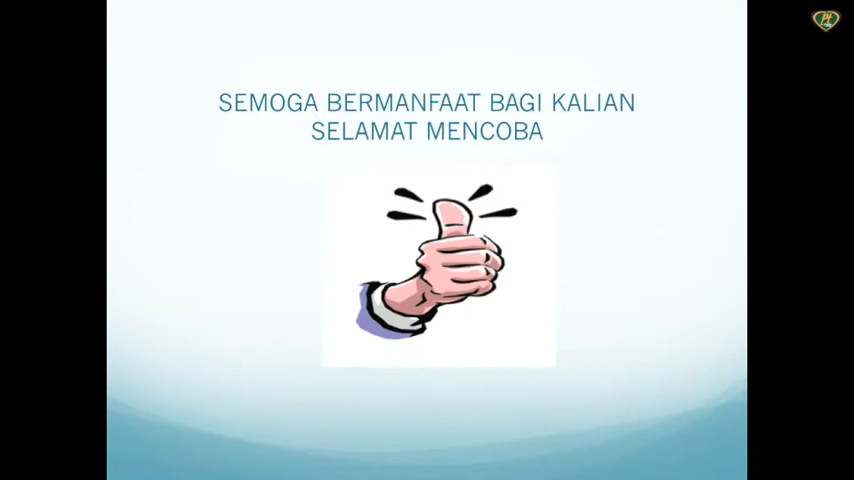 SEMOGA BERMANFAAT BAGI KALIAN
SELAMAT MENCOBA